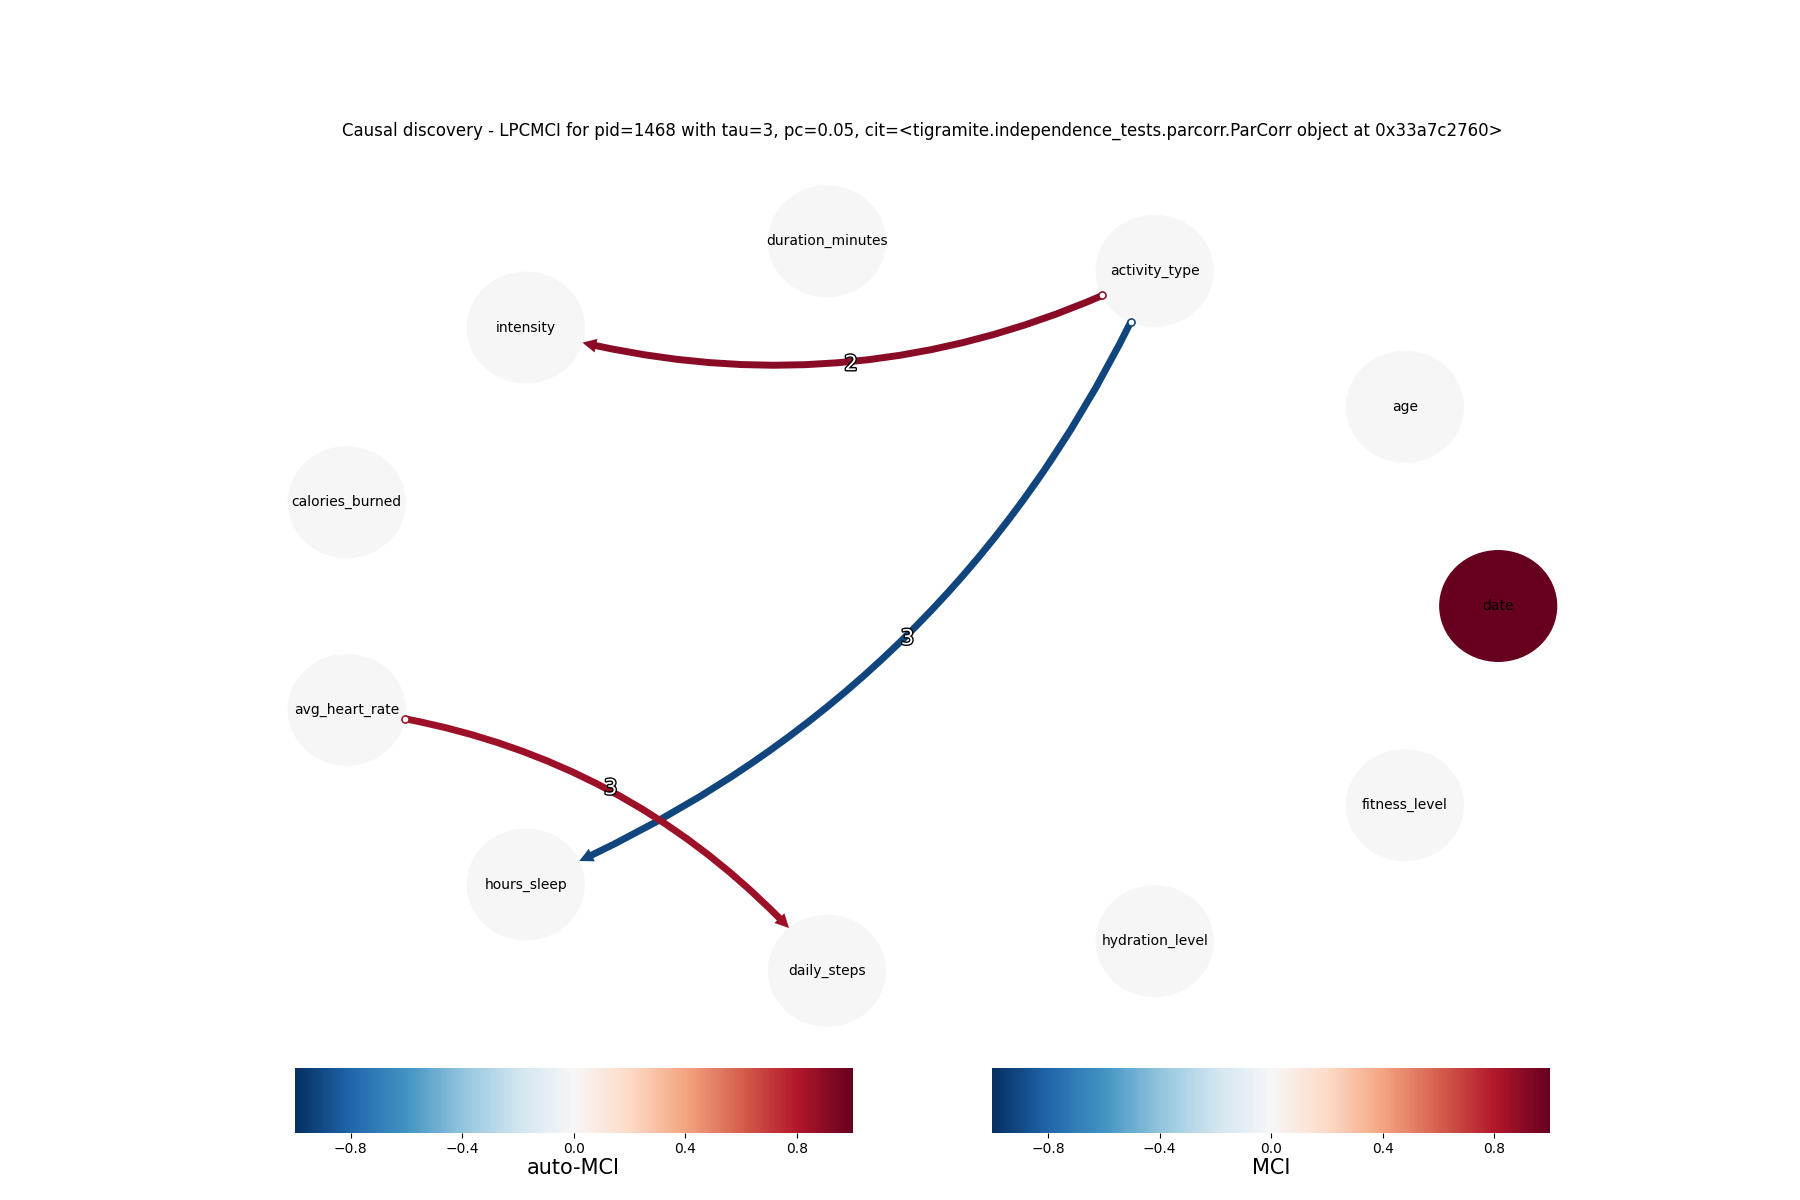 Causal discovery - LPCMCI for pid=1468 with tau=3, pc=0.05, cit=<tigramite.independence_tests.parcorr.ParCorr object at 0x33a7c2760>
duration_minutes
activity_type
intensity
2
age
calories_burned
date
3
avg_heart_rate
3
fitness_level
hours_sleep
hydration_level
daily_steps
−0.8 −0.4 0.0 0.4 0.8
auto-MCI
−0.8 −0.4 0.0 0.4 0.8
MCI